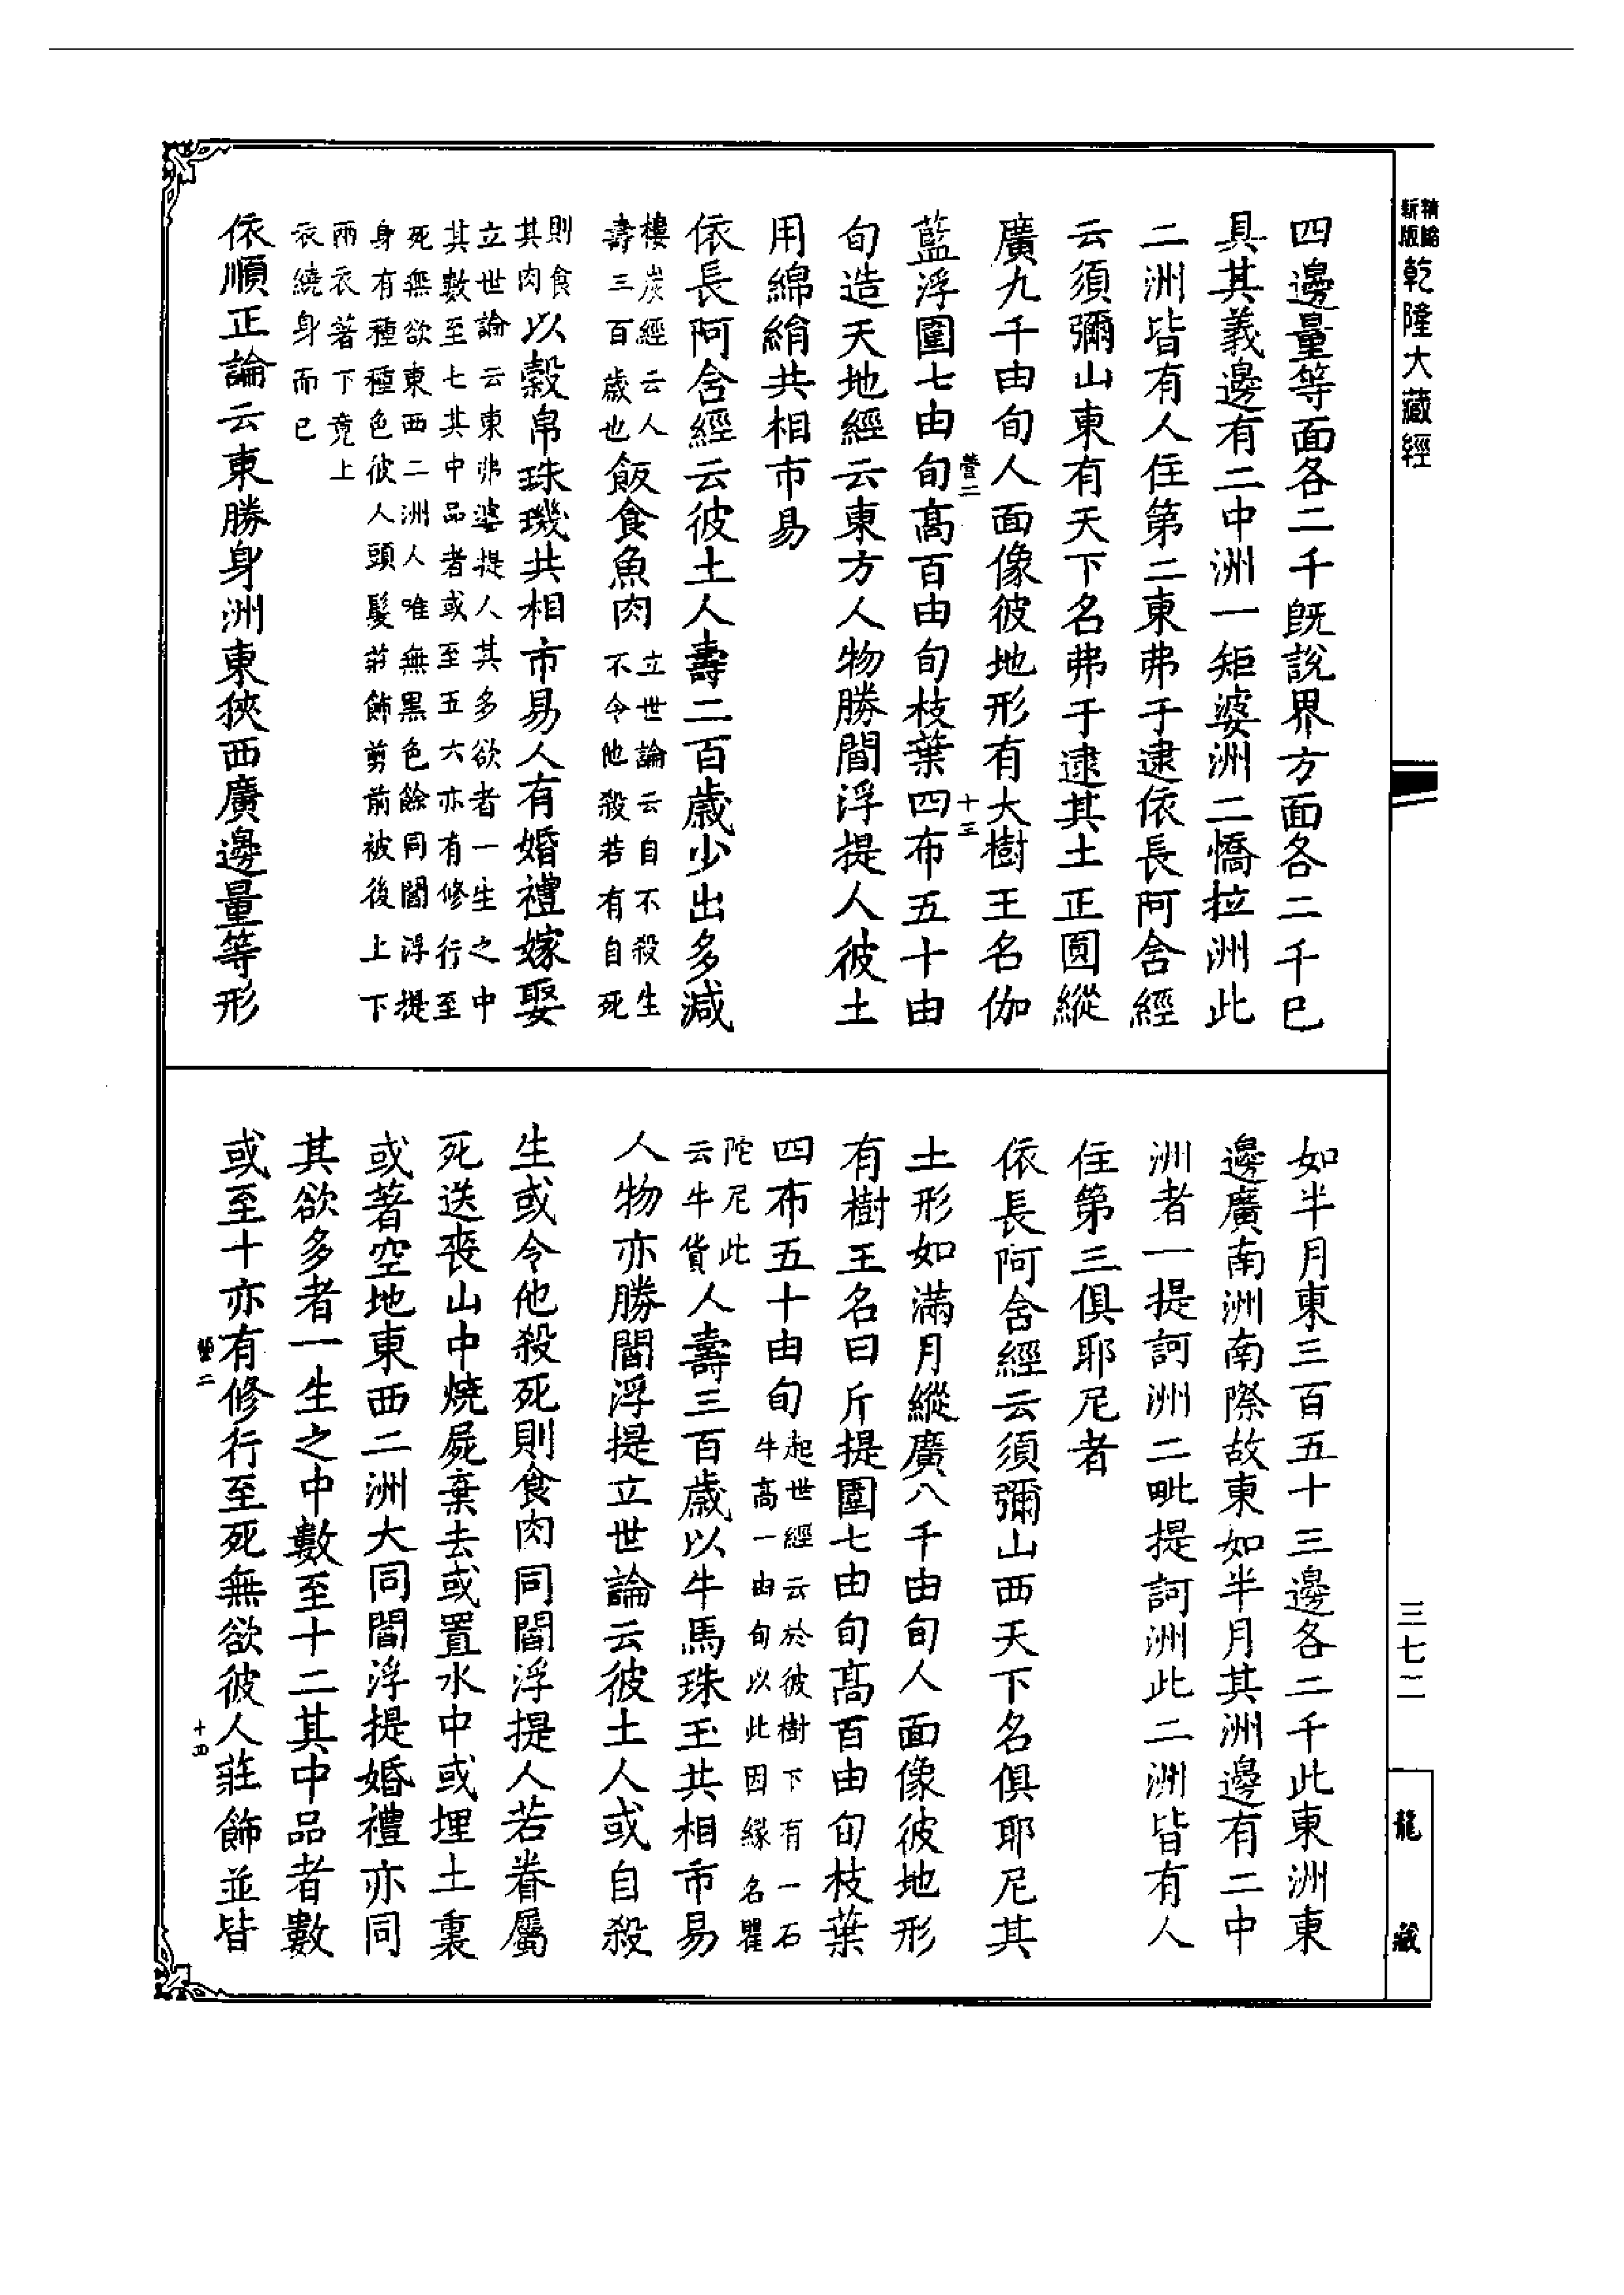 精縮
新版
乾隆大藏經
四邊量等面各二千旣說界方面各二千已
具其義邊有二中洲一矩婆洲二憍拉洲此
二洲皆有人住第二東弗于逮依長阿含經
云須彌山東有天下名弗于逮其土正圓縱
廣九千由旬人面像彼地形有大樹王名伽
營二
十三
藍浮圍七由旬高百由旬枝葉四布五十由
旬造天地經云東方人物勝閻浮提人彼土
用綿絹共相市易
依長阿含經云彼土人壽二百歲少出多減
樓炭經云人
壽三百歲也
飯食魚肉
立世論云自不殺生
不令他殺若有自死
則食
其肉
以穀帛珠璣共相市易人有婚禮嫁娶
立世論云東弗婆提人其多欲者一生之中
其數至七其中品者或至五六亦有修行至
死無欲東西二洲人唯無黑色餘同閻浮提
身有種種色彼人頭髮莊飾剪前被後上下
兩衣著下竟上
衣繞身而已
依順正論云東勝身洲東狹西廣邊量等形
如半月東三百五十三邊各二千此東洲東
邊廣南洲南際故東如半月其洲邊有二中
洲者一提訶洲二毗提訶洲此二洲皆有人
住第三俱耶尼者
依長阿含經云須彌山西天下名俱耶尼其
土形如滿月縱廣八千由旬人面像彼地形
有樹王名曰斤提圍七由旬高百由旬枝葉
四布五十由旬
起世經云於彼樹下有一石
牛高一由旬以此因緣名瞿
陀尼此
云牛貨
人壽三百歲以牛馬珠玉共相市易
人物亦勝閻浮提立世論云彼土人或自殺
生或令他殺死則食肉同閻浮提人若眷屬
死送喪山中燒屍棄去或置水中或埋土裏
或著空地東西二洲大同閻浮提婚禮亦同
其欲多者一生之中數至十二其中品者數
或至十亦有修行至死無欲彼人莊飾並皆
二
十四
三七二
龍藏